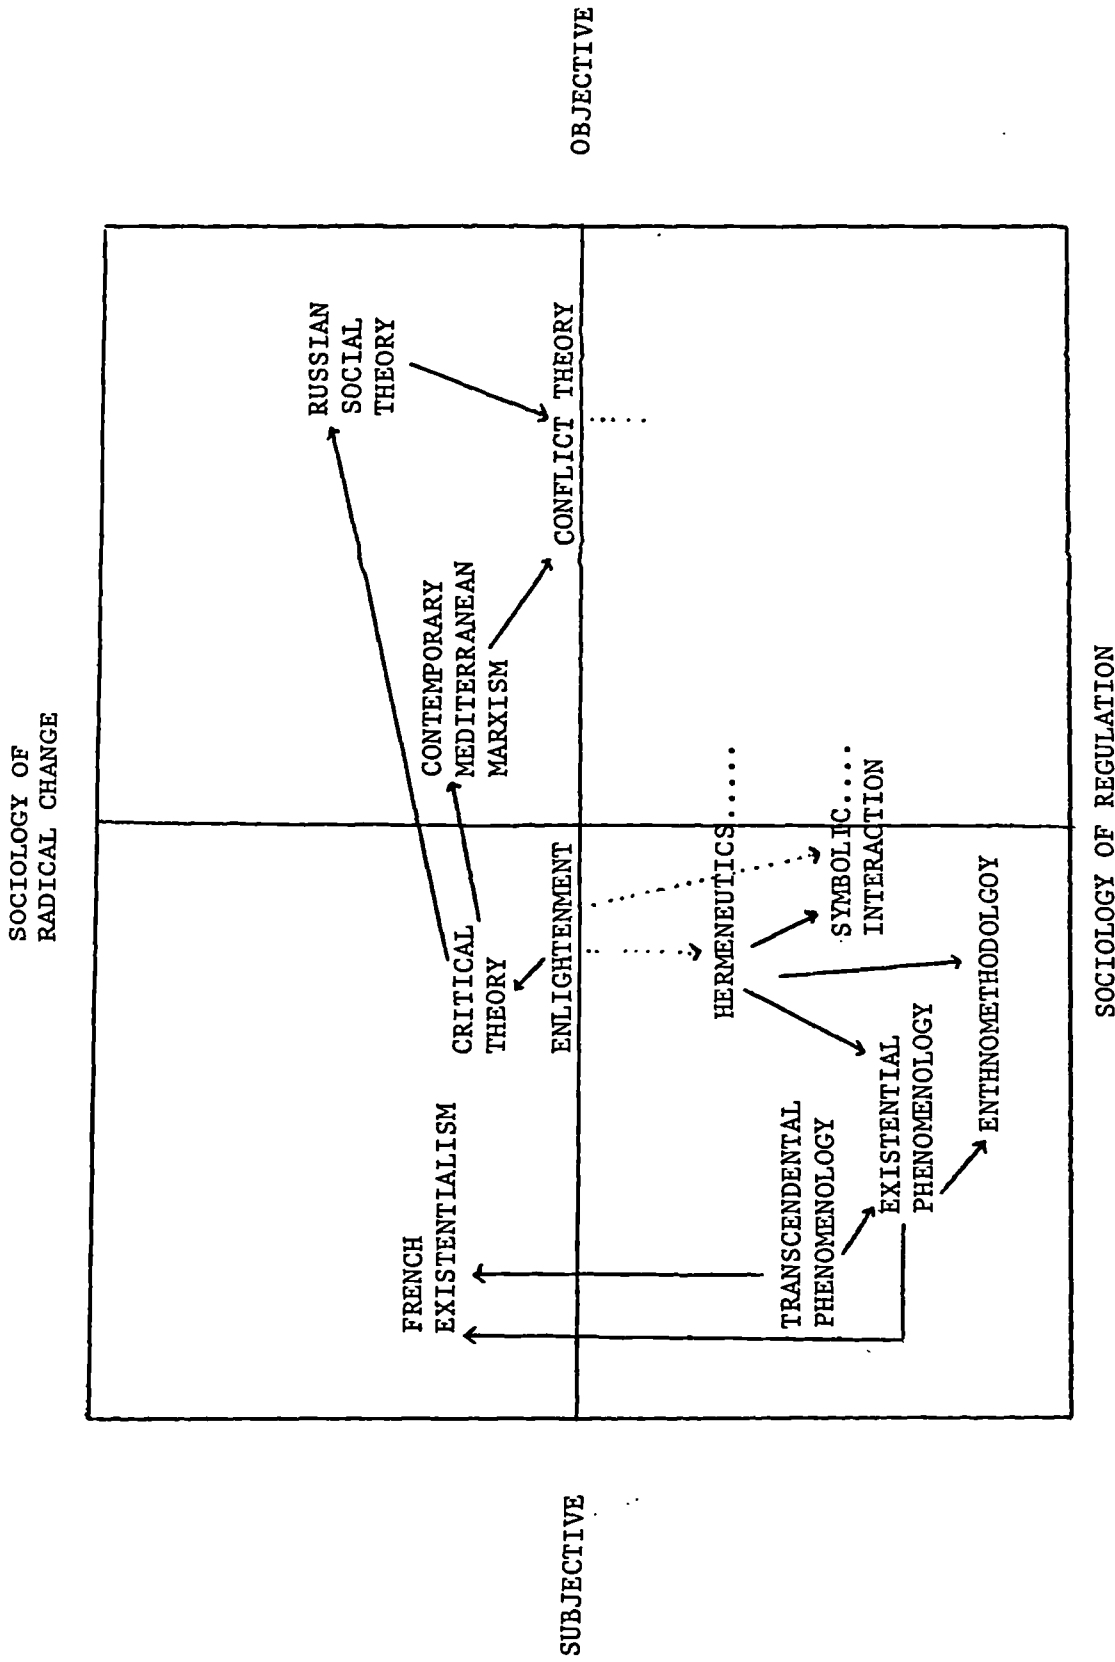 SOCIOLOGY OF
RADICAL CHANGE
FRENCH
EXISTENTIALISM
CRITICAL
THEORY
CONTEMPORARY
MEDITERRANEAN
MARXISM
RUSSIAN
SOCIAL
THEORY
ENLIGHTENMENT
CONFLICT THEORY
SUBJECTIVE
OBJECTIVE
HERMENEUTICS......
TRANSCENDENTAL
PHENOMENOLOGY
SYMBOLIC....
INTERACTION
EXISTENTIAL
PHENOMENOLOGY
ENTHNOMETHODOLGOY
SOCIOLOGY OF REGULATION